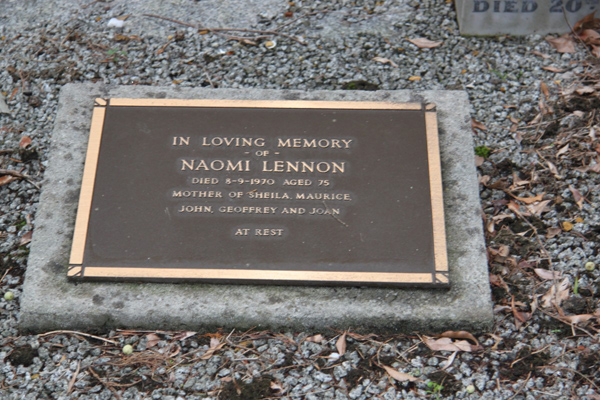 DIED 20
IN LOVING MEMORY
- OF -
NAOMI LENNON
DIED 8-9-1970 AGED 75
MOTHER OF SHEILA, MAURICE,
JOHN, GEOFFREY AND JOAN
AT REST